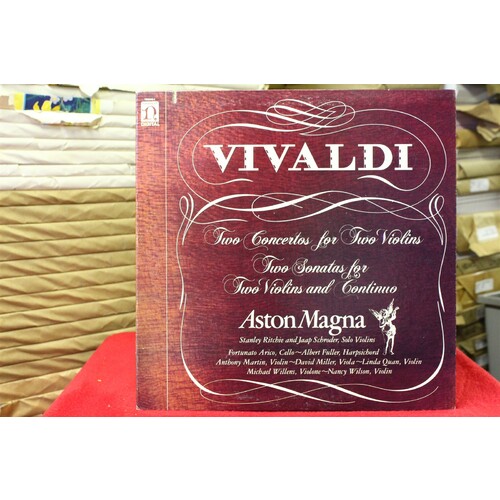 VIVALDI
Two Concertos for Two Violins
Two Sonatas for
Two Violins and Continuo
Aston Magna
Stanley Ritchie and Jaap Schroder, Solo Violins
Fortunato Arico, Cello~Albert Fuller, Harpsichord
Anthony Martin, Violin~David Miller, Viola~Linda Quan, Violin
Michael Willens, Violone~Nancy Wilson, Violin